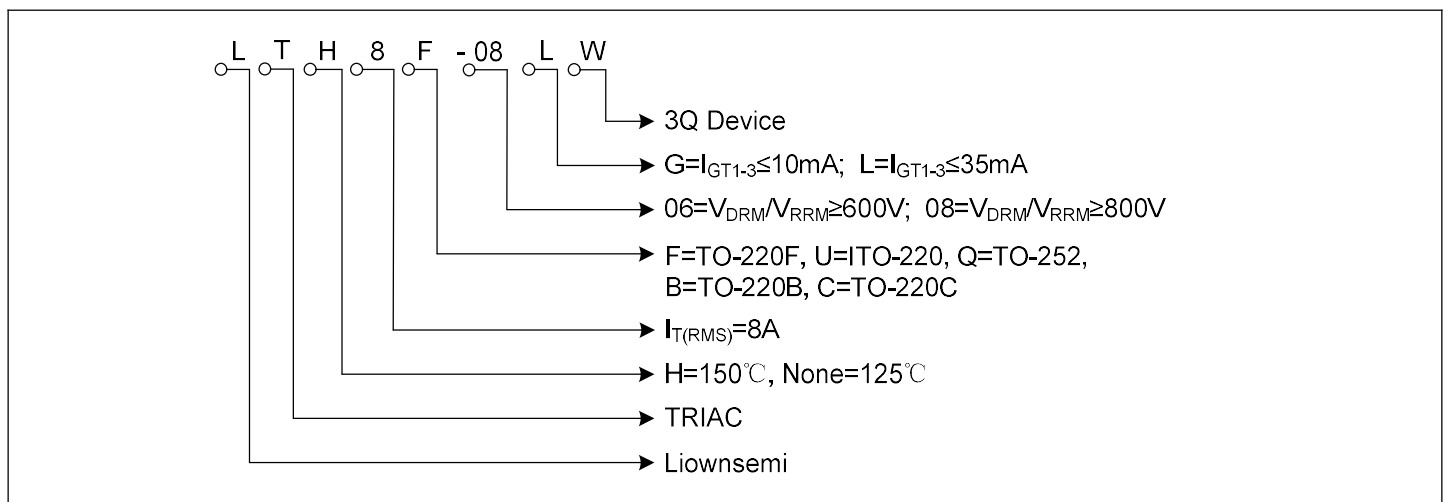 L T H 8 F - 08 L W
3Q Device
G=IGT1-3≤10mA; L=IGT1-3≤35mA
06=VDRM/VRRM≥600V; 08=VDRM/VRRM≥800V
F=TO-220F, U=ITO-220, Q=TO-252,
B=TO-220B, C=TO-220C
IT(RMS)=8A
H=150℃, None=125℃
TRIAC
Liownsemi